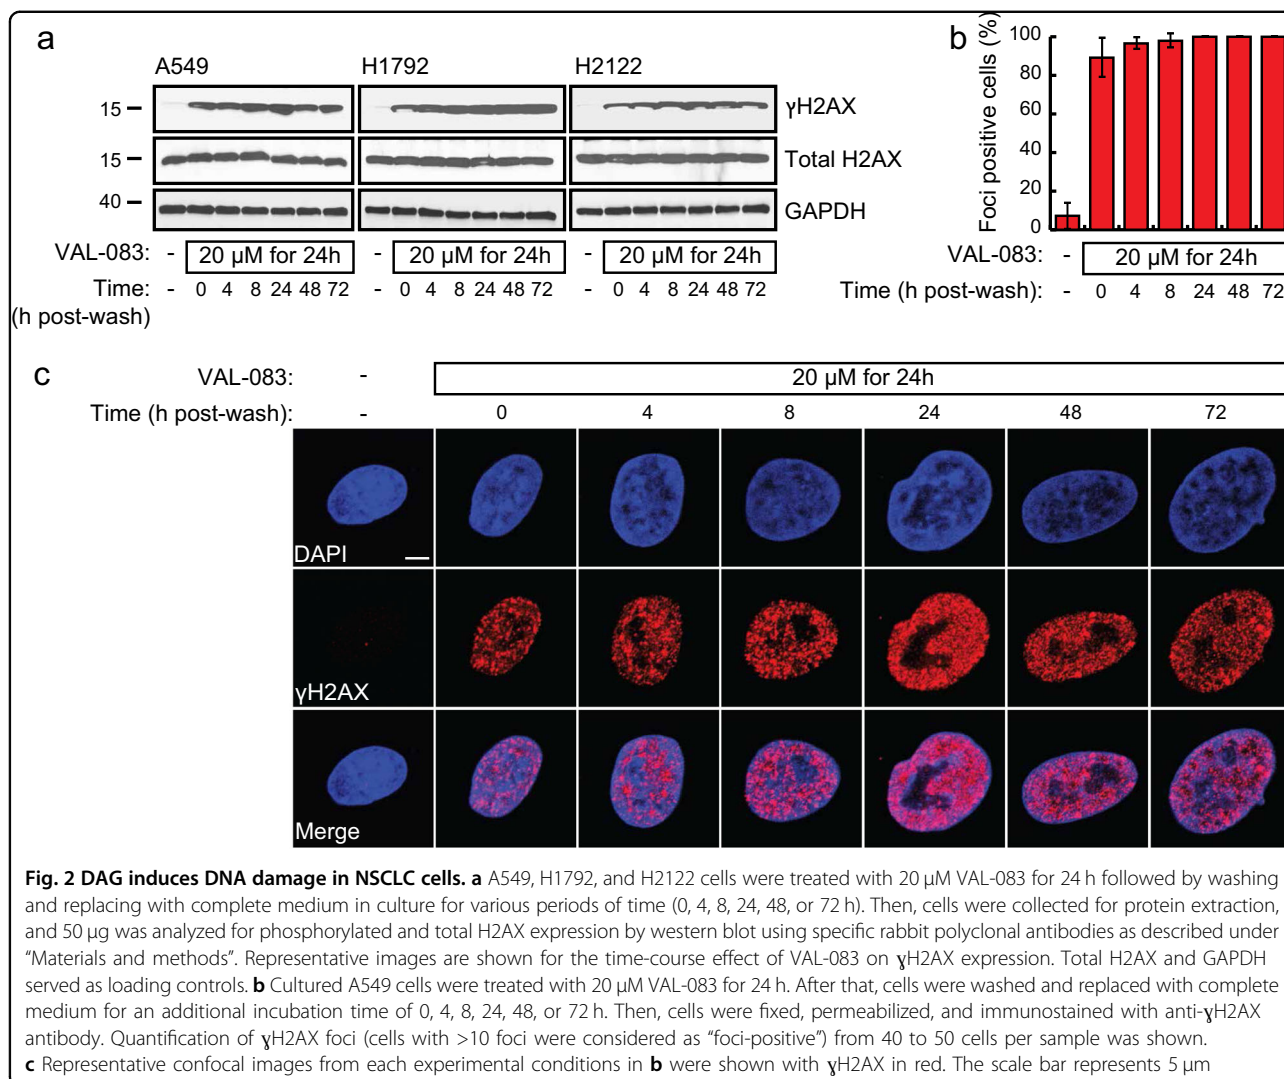 a
A549 H1792 H2122
15
γH2AX
15
Total H2AX
40
GAPDH
VAL-083: - 20 µM for 24h - 20 µM for 24h - 20 µM for 24h
Time: - 0 4 8 24 48 72 - 0 4 8 24 48 72 - 0 4 8 24 48 72
(h post-wash)
b
Foci positive cells (%)
100
80
60
40
20
0
VAL-083: - 20 µM for 24h
Time (h post-wash): - 0 4 8 24 48 72
c
VAL-083: - 20 µM for 24h
Time (h post-wash): - 0 4 8 24 48 72
DAPI
γH2AX
Merge
Fig. 2 DAG induces DNA damage in NSCLC cells. a A549, H1792, and H2122 cells were treated with 20 µM VAL-083 for 24 h followed by washing
and replacing with complete medium in culture for various periods of time (0, 4, 8, 24, 48, or 72 h). Then, cells were collected for protein extraction,
and 50 µg was analyzed for phosphorylated and total H2AX expression by western blot using specific rabbit polyclonal antibodies as described under
"Materials and methods". Representative images are shown for the time-course effect of VAL-083 on ɣH2AX expression. Total H2AX and GAPDH
served as loading controls. b Cultured A549 cells were treated with 20 µM VAL-083 for 24 h. After that, cells were washed and replaced with complete
medium for an additional incubation time of 0, 4, 8, 24, 48, or 72 h. Then, cells were fixed, permeabilized, and immunostained with anti-ɣH2AX
antibody. Quantification of ɣH2AX foci (cells with >10 foci were considered as "foci-positive") from 40 to 50 cells per sample was shown.
c Representative confocal images from each experimental conditions in b were shown with ɣH2AX in red. The scale bar represents 5 µm